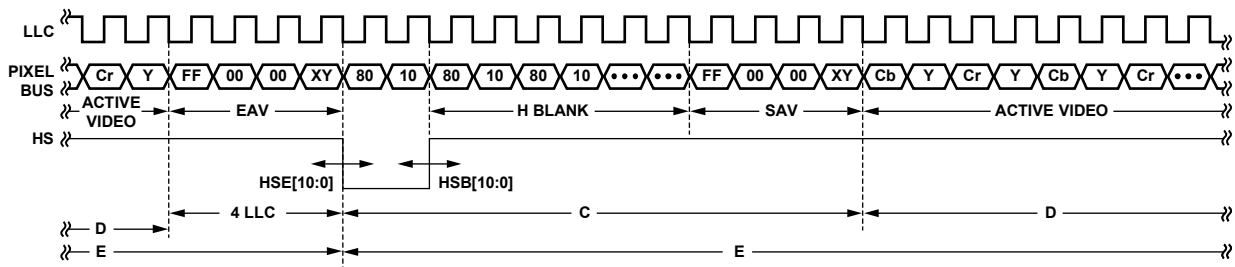 LLC
PIXEL BUS Cr Y FF 00 00 XY 80 10 80 10 80 10 ••• ••• FF 00 00 XY Cb Y Cr Y Cb Y Cr •••
ACTIVE VIDEO EAV H BLANK SAV ACTIVE VIDEO
HS
HSE[10:0] HSB[10:0]
4 LLC C D
D
E E